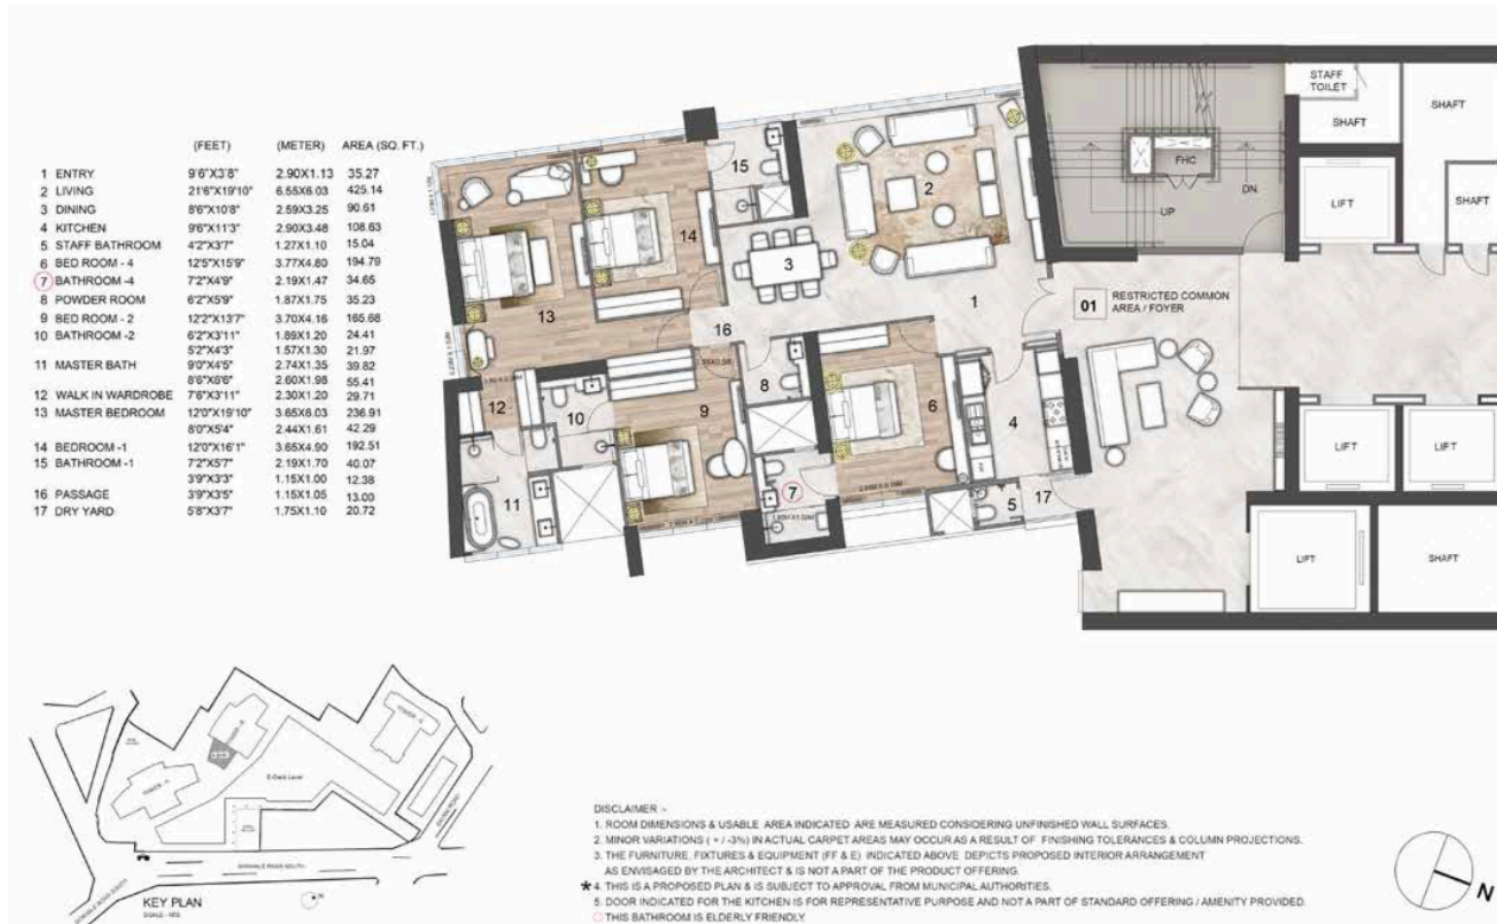 (FEET) (METER) AREA (SQ. FT.)
1 ENTRY 9'6"X3'8" 2.90X1.13 35.27
2 LIVING 21'6"X19'10" 6.55X6.03 425.14
3 DINING 8'6"X10'8" 2.59X3.25 90.61
4 KITCHEN 9'6"X11'3" 2.90X3.48 108.63
5 STAFF BATHROOM 4'2"X3'7" 1.27X1.10 15.04
6 BED ROOM - 4 12'5"X15'9" 3.77X4.80 194.79
7 BATHROOM -4 7'2"X4'9" 2.19X1.47 34.65
8 POWDER ROOM 6'2"X5'9" 1.87X1.75 35.23
9 BED ROOM - 2 12'2"X13'7" 3.70X4.16 165.68
10 BATHROOM -2 6'2"X3'11" 1.89X1.20 24.41
5'2"X4'3" 1.57X1.30 21.97
11 MASTER BATH 9'0"X4'5" 2.74X1.35 39.82
8'6"X6'6" 2.60X1.98 55.41
12 WALK IN WARDROBE 7'6"X3'11" 2.30X1.20 29.71
13 MASTER BEDROOM 12'0"X19'10" 3.65X6.03 236.91
8'0"X5'4" 2.44X1.61 42.29
14 BEDROOM -1 12'0"X16'1" 3.65X4.90 192.51
15 BATHROOM -1 7'2"X5'7" 2.19X1.70 40.07
3'9"X3'3" 1.15X1.00 12.38
16 PASSAGE 3'9"X3'5" 1.15X1.05 13.00
17 DRY YARD 5'8"X3'7" 1.75X1.10 20.72
STAFF
TOILET
SHAFT
SHAFT
FHC
LIFT
SHAFT
UP
DN
15
2
14
3
13
16
1
01
RESTRICTED COMMON
AREA / FOYER
8
12
10
9
6
4
11
7
5
17
LIFT
LIFT
LIFT
SHAFT
KEY PLAN
N
DISCLAIMER :-
1. ROOM DIMENSIONS & USABLE AREA INDICATED ARE MEASURED CONSIDERING UNFINISHED WALL SURFACES.
2. MINOR VARIATIONS ( + / -3%) IN ACTUAL CARPET AREAS MAY OCCUR AS A RESULT OF FINISHING TOLERANCES & COLUMN PROJECTIONS.
3. THE FURNITURE, FIXTURES & EQUIPMENT (FF & E) INDICATED ABOVE DEPICTS PROPOSED INTERIOR ARRANGEMENT
AS ENVISAGED BY THE ARCHITECT & IS NOT A PART OF THE PRODUCT OFFERING.
* 4. THIS IS A PROPOSED PLAN & IS SUBJECT TO APPROVAL FROM MUNICIPAL AUTHORITIES.
5. DOOR INDICATED FOR THE KITCHEN IS FOR REPRESENTATIVE PURPOSE AND NOT A PART OF STANDARD OFFERING / AMENITY PROVIDED.
THIS BATHROOM IS ELDERLY FRIENDLY